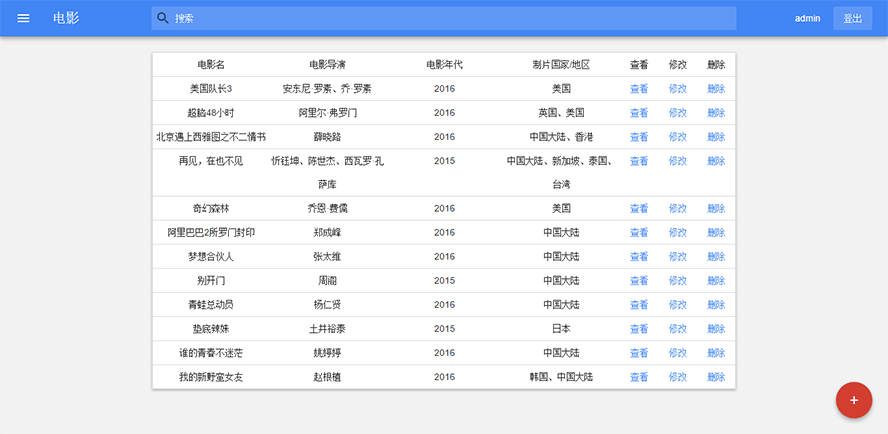 电影 搜索 admin 登出
电影名 电影导演 电影年代 制片国家/地区 查看 修改 删除
美国队长3 安东尼·罗素、乔·罗素 2016 美国 查看 修改 删除
超脑48小时 阿里尔·弗罗门 2016 英国、美国 查看 修改 删除
北京遇上西雅图之不二情书 薛晓路 2016 中国大陆、香港 查看 修改 删除
再见，在也不见 忻钰坤、陈世杰、西瓦罗·孔 2015 中国大陆、新加坡、泰国、 查看 修改 删除
萨库 台湾
奇幻森林 乔恩·费儒 2016 美国 查看 修改 删除
阿里巴巴2所罗门封印 郑成峰 2016 中国大陆 查看 修改 删除
梦想合伙人 张太维 2016 中国大陆 查看 修改 删除
别开门 周阁 2015 中国大陆 查看 修改 删除
青蛙总动员 杨仁贤 2016 中国大陆 查看 修改 删除
垫底辣妹 土井裕泰 2015 日本 查看 修改 删除
谁的青春不迷茫 姚婷婷 2016 中国大陆 查看 修改 删除
我的新野蛮女友 赵根植 2016 韩国、中国大陆 查看 修改 删除
+